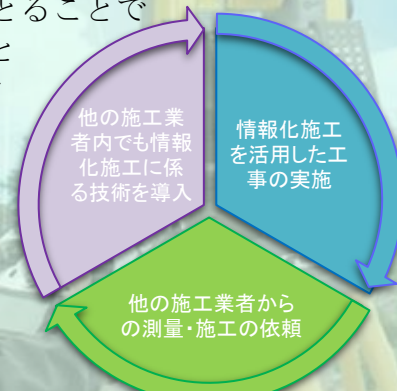 とることで
と
他の施工業
者内でも情報
化施工に係
る技術を導入
情報化施工
を活用した工
事の実施
他の施工業者から
の測量・施工の依頼